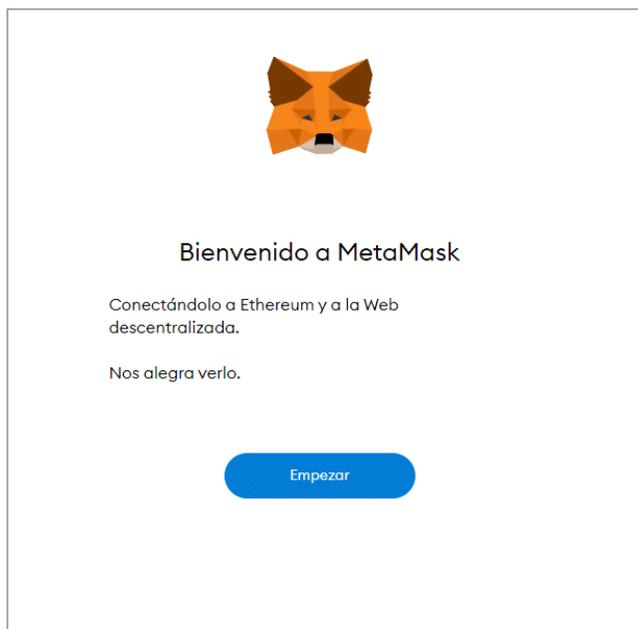 Bienvenido a MetaMask
Conectándolo a Ethereum y a la Web
descentralizada.
Nos alegra verlo.
Empezar